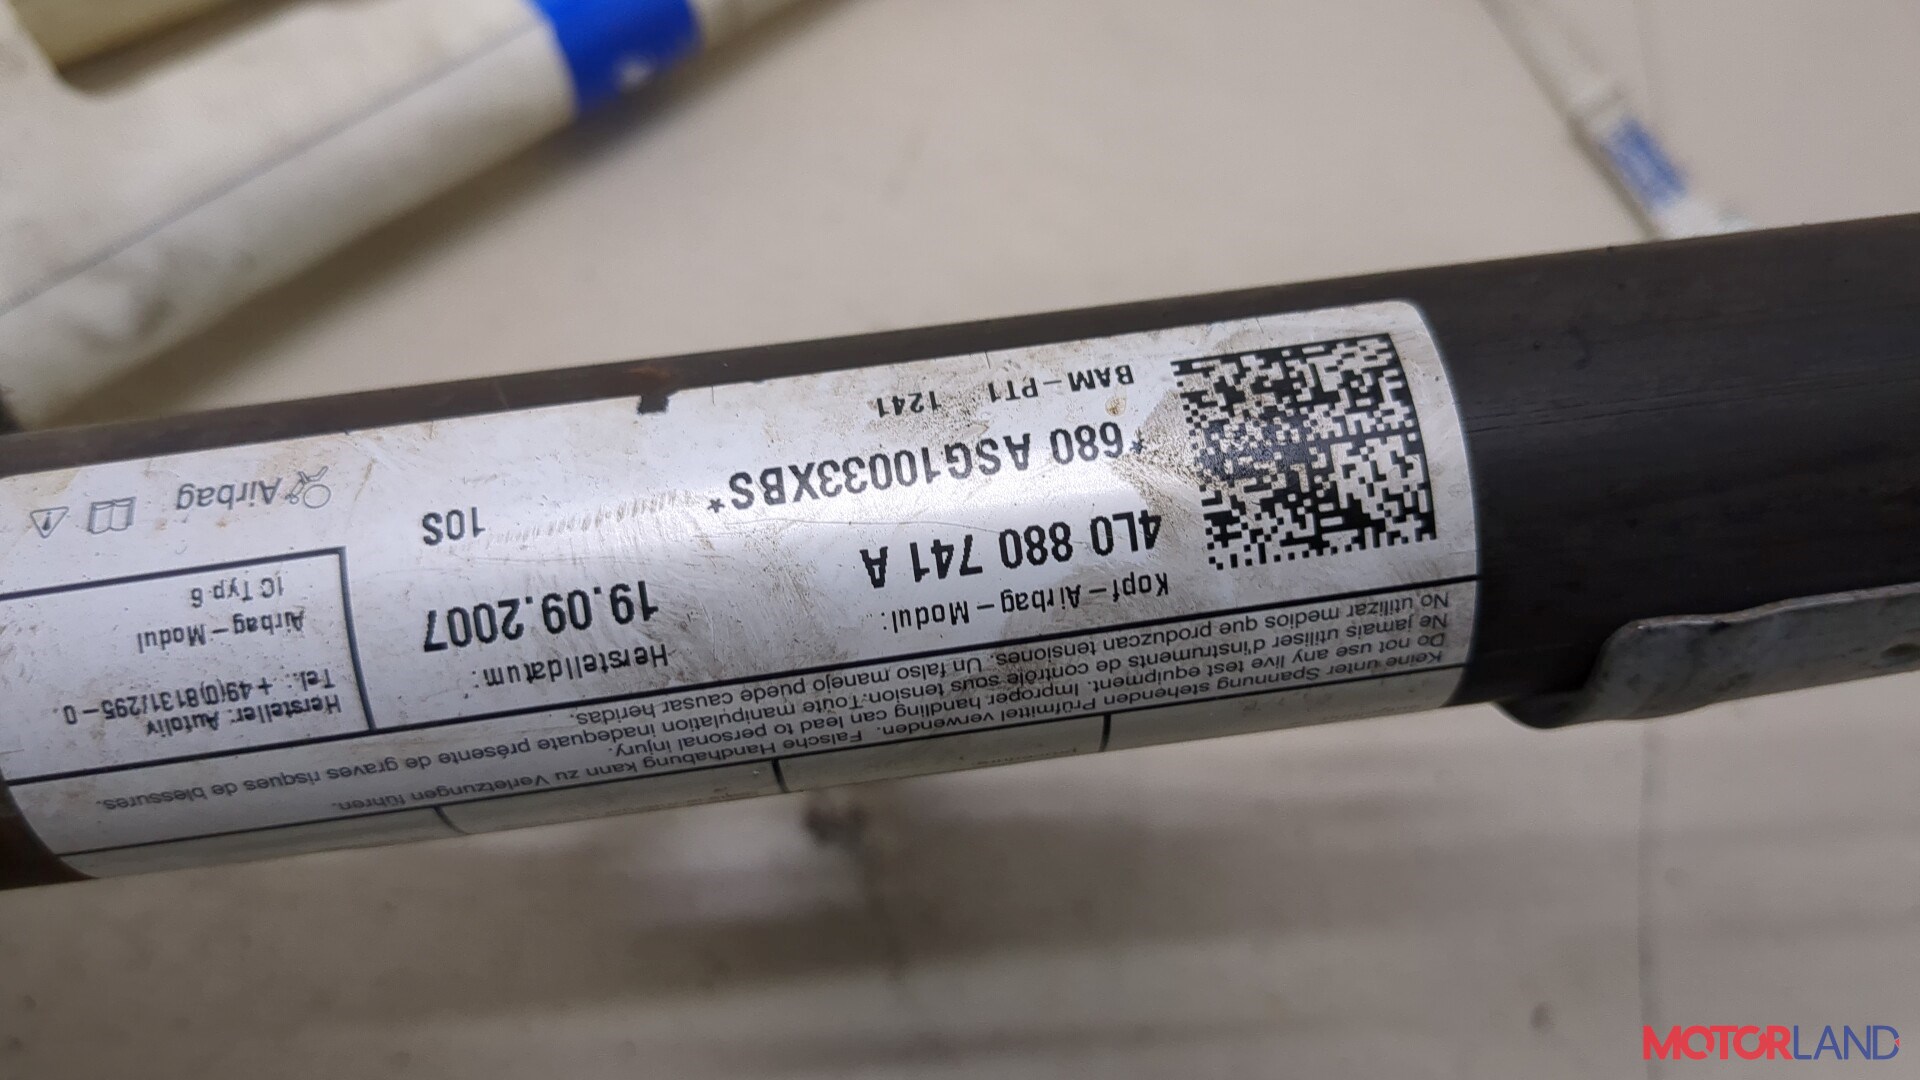 Keine unter Spannung stehenden Prüfmittel verwenden. Falsche Handhabung kann zu Verletzungen führen.
Do not use any live test equipment. Improper handling can lead to personal injury.
Ne jamais utiliser d'instruments de contrôle sous tension. Toute manipulation inadequate présente de graves risques de blessures.
No utilizar medios que produzcan tensiones. Un falso manejo puede causar heridas.
Kopf-Airbag-Modul:
4L0 880 741 A
*680 ASG10033XBS*
BAM-PT1 1241
Herstelldatum:
19.09.2007
10S
Hersteller: Autoliv
Tel.: +49(0)8131/295-0
Airbag-Modul
IC Typ 6
Airbag
MOTORLAND